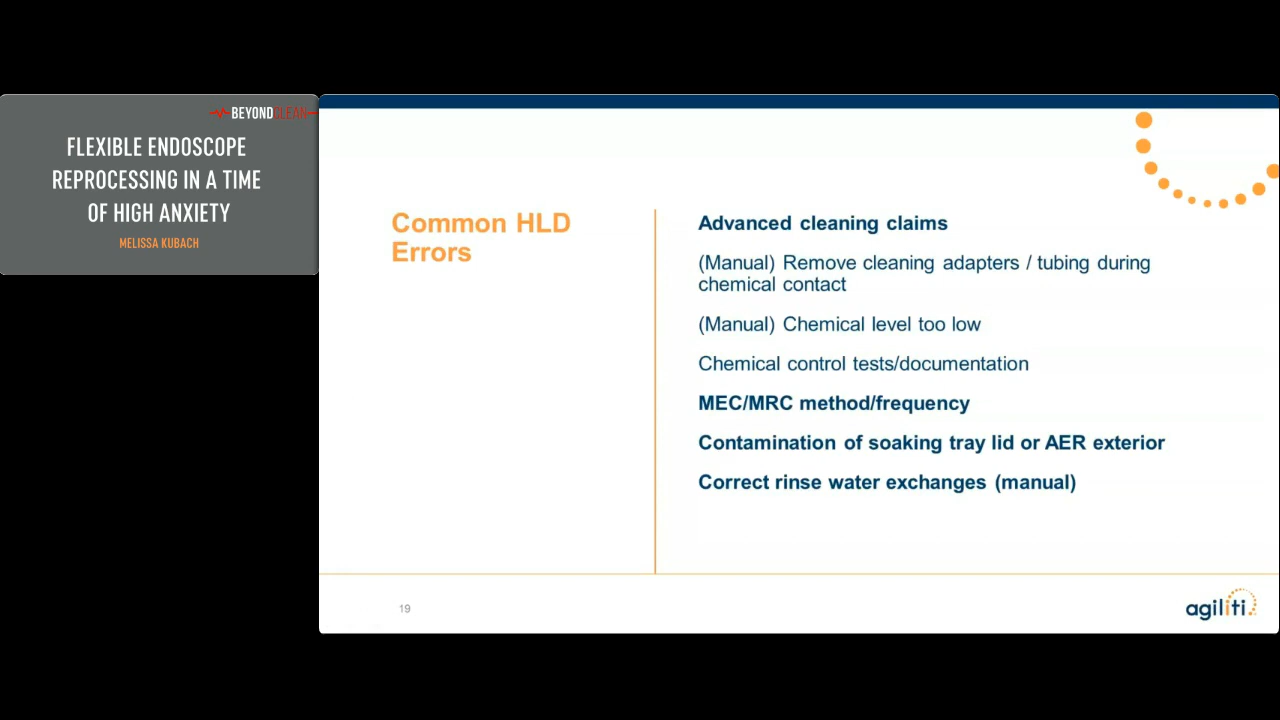 BEYONDCLEAN
FLEXIBLE ENDOSCOPE
REPROCESSING IN A TIME
OF HIGH ANXIETY
MELISSA KUBACH
Common HLD
Errors
Advanced cleaning claims
(Manual) Remove cleaning adapters / tubing during
chemical contact
(Manual) Chemical level too low
Chemical control tests/documentation
MEC/MRC method/frequency
Contamination of soaking tray lid or AER exterior
Correct rinse water exchanges (manual)
19
agiliti